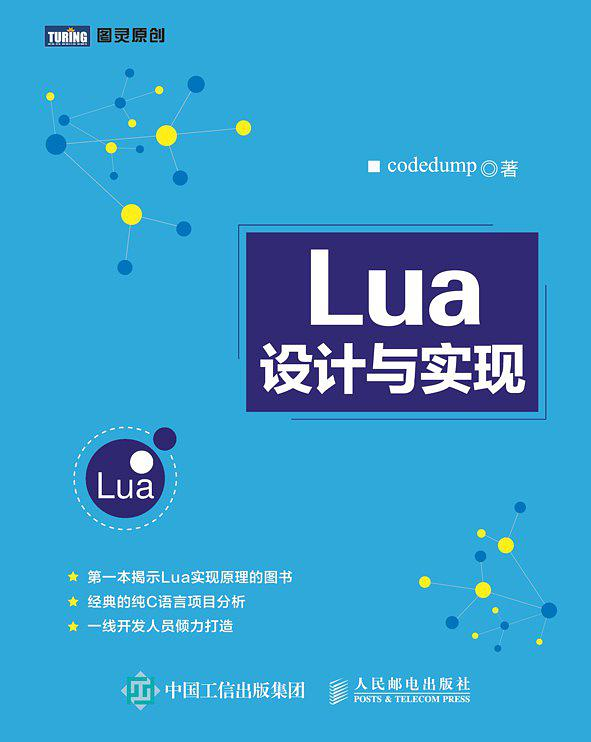 TURING 图灵原创
codedump ◎ 著
Lua
设计与实现
Lua
第一本揭示Lua实现原理的图书
经典的纯C语言项目分析
一线开发人员倾力打造
中国工信出版集团
人民邮电出版社
POSTS & TELECOM PRESS